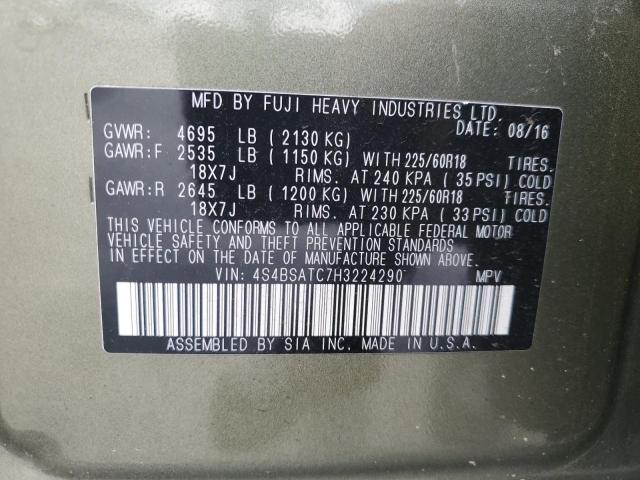 MFD BY FUJI HEAVY INDUSTRIES LTD.
DATE: 08/16
GVWR: 4695 LB ( 2130 KG)
GAWR:F 2535 LB ( 1150 KG) WITH 225/60R18 TIRES.
18X7J RIMS. AT 240 KPA ( 35 PSI) COLD
GAWR:R 2645 LB ( 1200 KG) WITH 225/60R18 TIRES.
18X7J RIMS. AT 230 KPA ( 33 PSI) COLD
THIS VEHICLE CONFORMS TO ALL APPLICABLE FEDERAL MOTOR
VEHICLE SAFETY AND THEFT PREVENTION STANDARDS IN EFFECT
ON THE DATE OF MANUFACTURE SHOWN ABOVE.
VIN: 4S4BSATC7H3224290 MPV
ASSEMBLED BY SIA INC. MADE IN U.S.A.